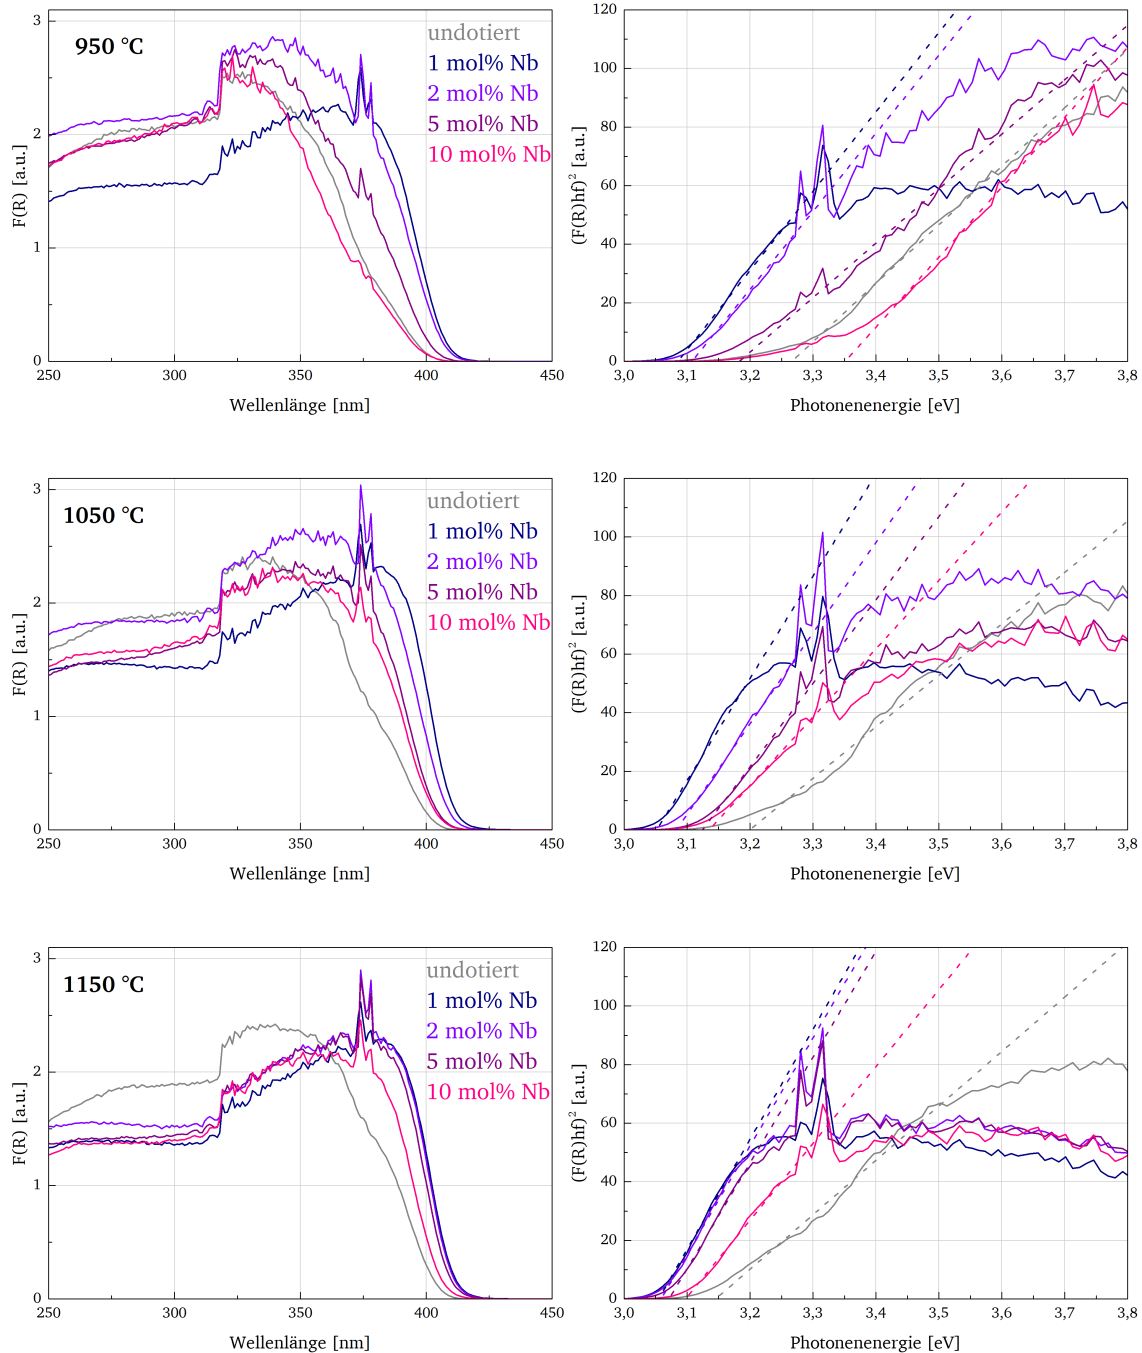 950 °C
undotiert
1 mol% Nb
2 mol% Nb
5 mol% Nb
10 mol% Nb
F(R) [a.u.]
3
2
1
0
250 300 350 400 450
Wellenlänge [nm]
(F(R)hf)² [a.u.]
120
100
80
60
40
20
0
3,0 3,1 3,2 3,3 3,4 3,5 3,6 3,7 3,8
Photonenenergie [eV]
1050 °C
undotiert
1 mol% Nb
2 mol% Nb
5 mol% Nb
10 mol% Nb
F(R) [a.u.]
3
2
1
0
250 300 350 400 450
Wellenlänge [nm]
(F(R)hf)² [a.u.]
120
100
80
60
40
20
0
3,0 3,1 3,2 3,3 3,4 3,5 3,6 3,7 3,8
Photonenenergie [eV]
1150 °C
undotiert
1 mol% Nb
2 mol% Nb
5 mol% Nb
10 mol% Nb
F(R) [a.u.]
3
2
1
0
250 300 350 400 450
Wellenlänge [nm]
(F(R)hf)² [a.u.]
120
100
80
60
40
20
0
3,0 3,1 3,2 3,3 3,4 3,5 3,6 3,7 3,8
Photonenenergie [eV]